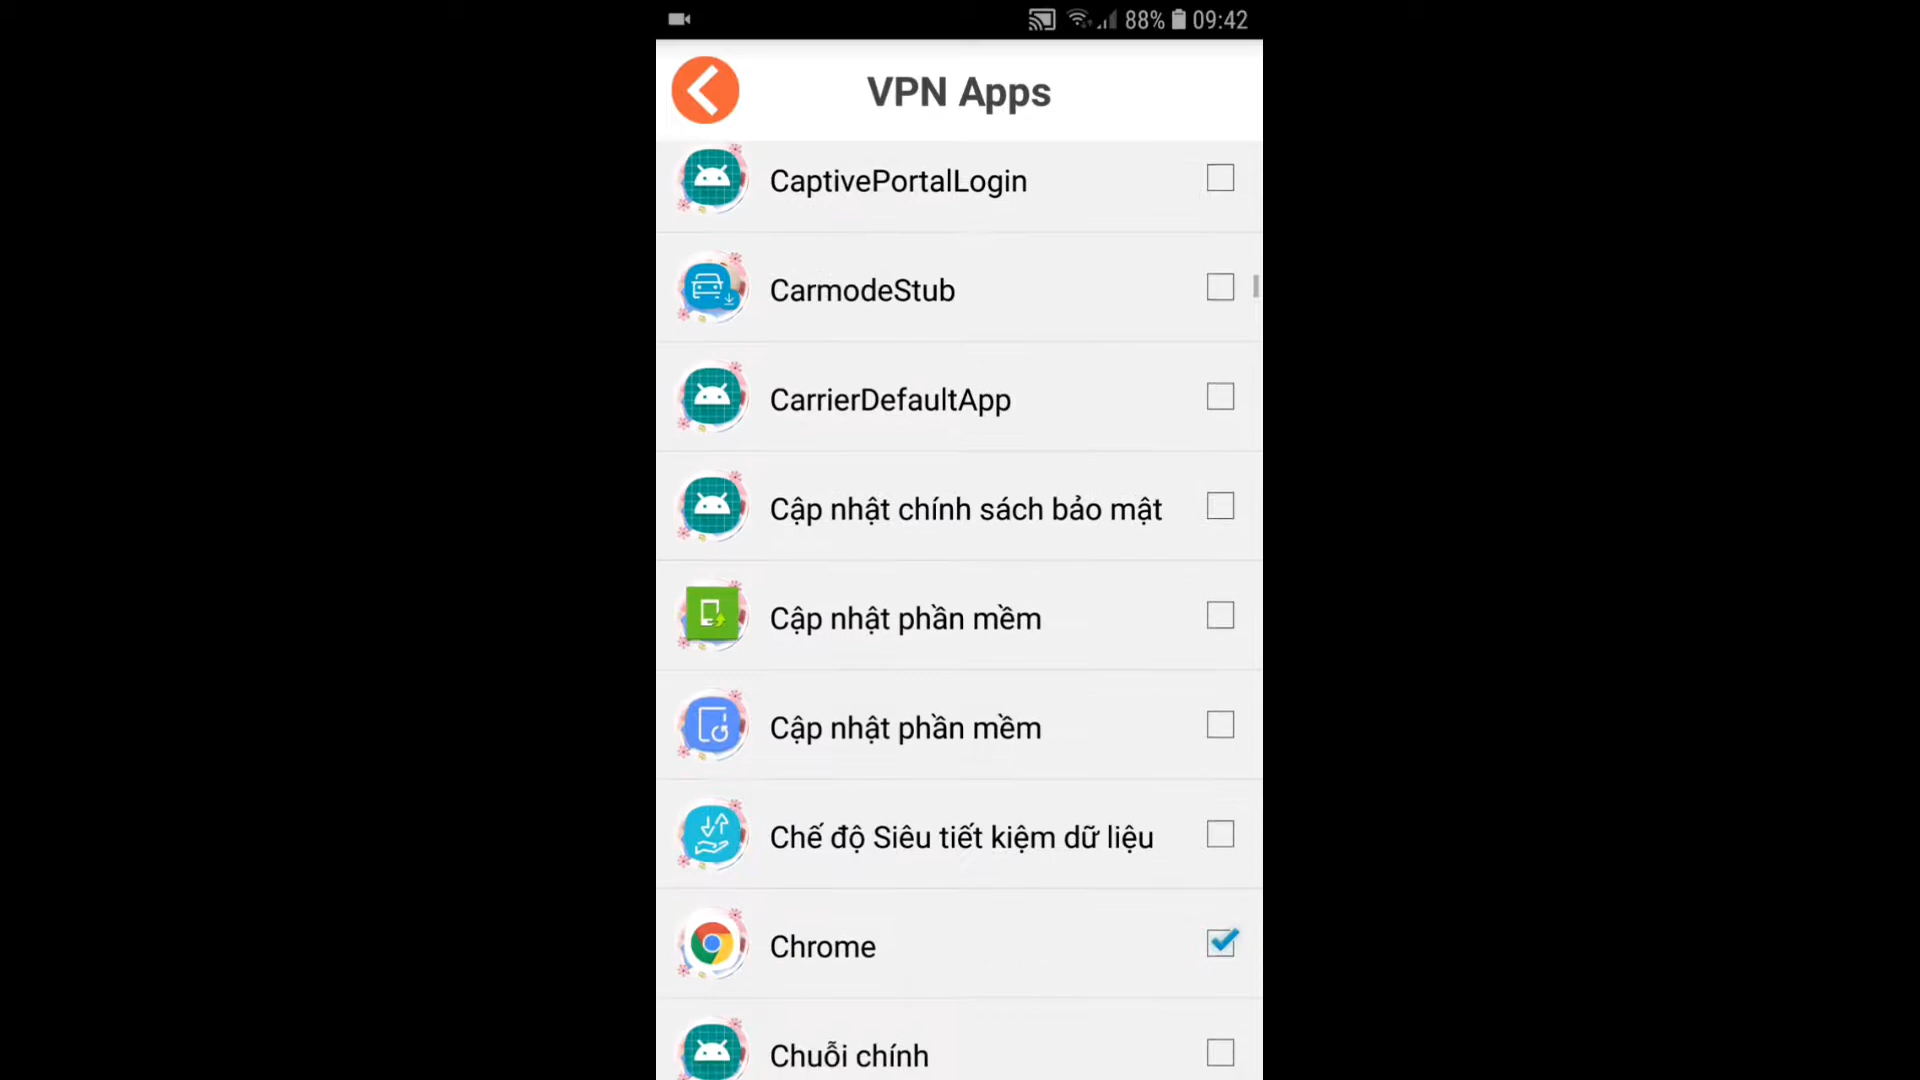 88% 09:42
VPN Apps
CaptivePortalLogin
CarmodeStub
CarrierDefaultApp
Cập nhật chính sách bảo mật
Cập nhật phần mềm
Cập nhật phần mềm
Chế độ Siêu tiết kiệm dữ liệu
Chrome
Chuỗi chính